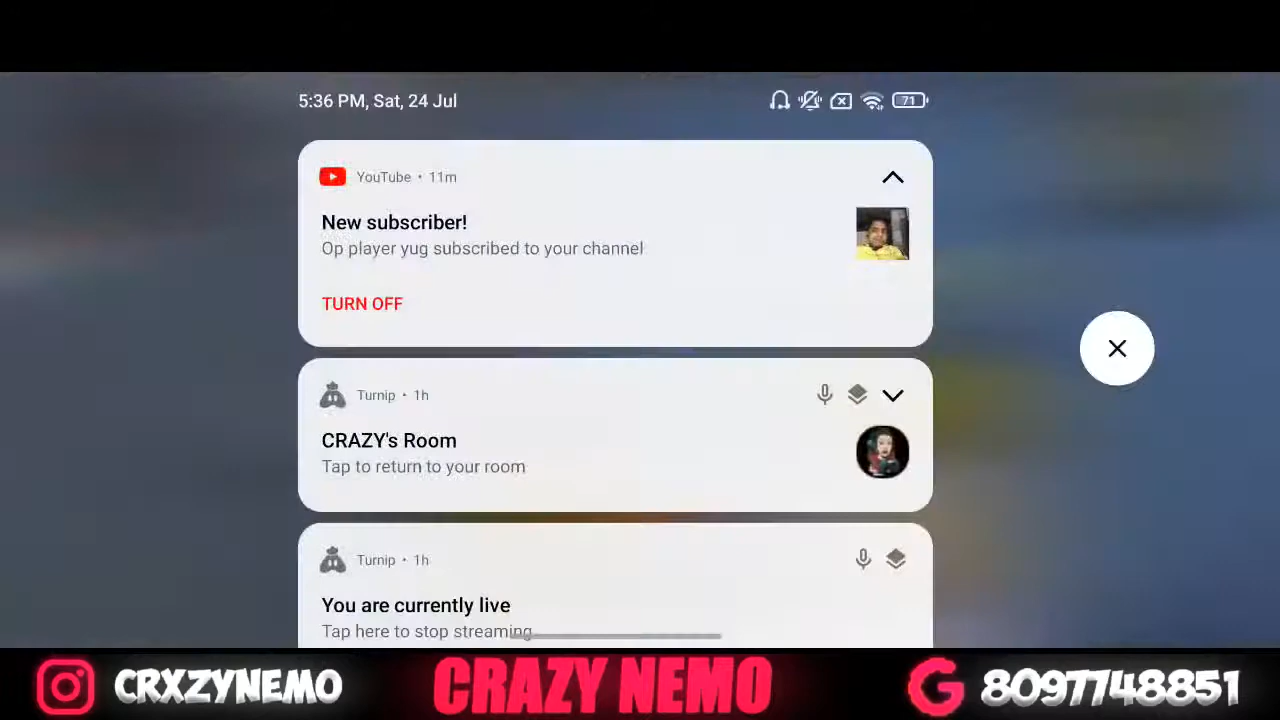 5:36 PM, Sat, 24 Jul
71
YouTube • 11m
New subscriber!
Op player yug subscribed to your channel
TURN OFF
Turnip • 1h
CRAZY's Room
Tap to return to your room
Turnip • 1h
You are currently live
Tap here to stop streaming
CRXZYNEMO
CRAZY NEMO
G 8097748851